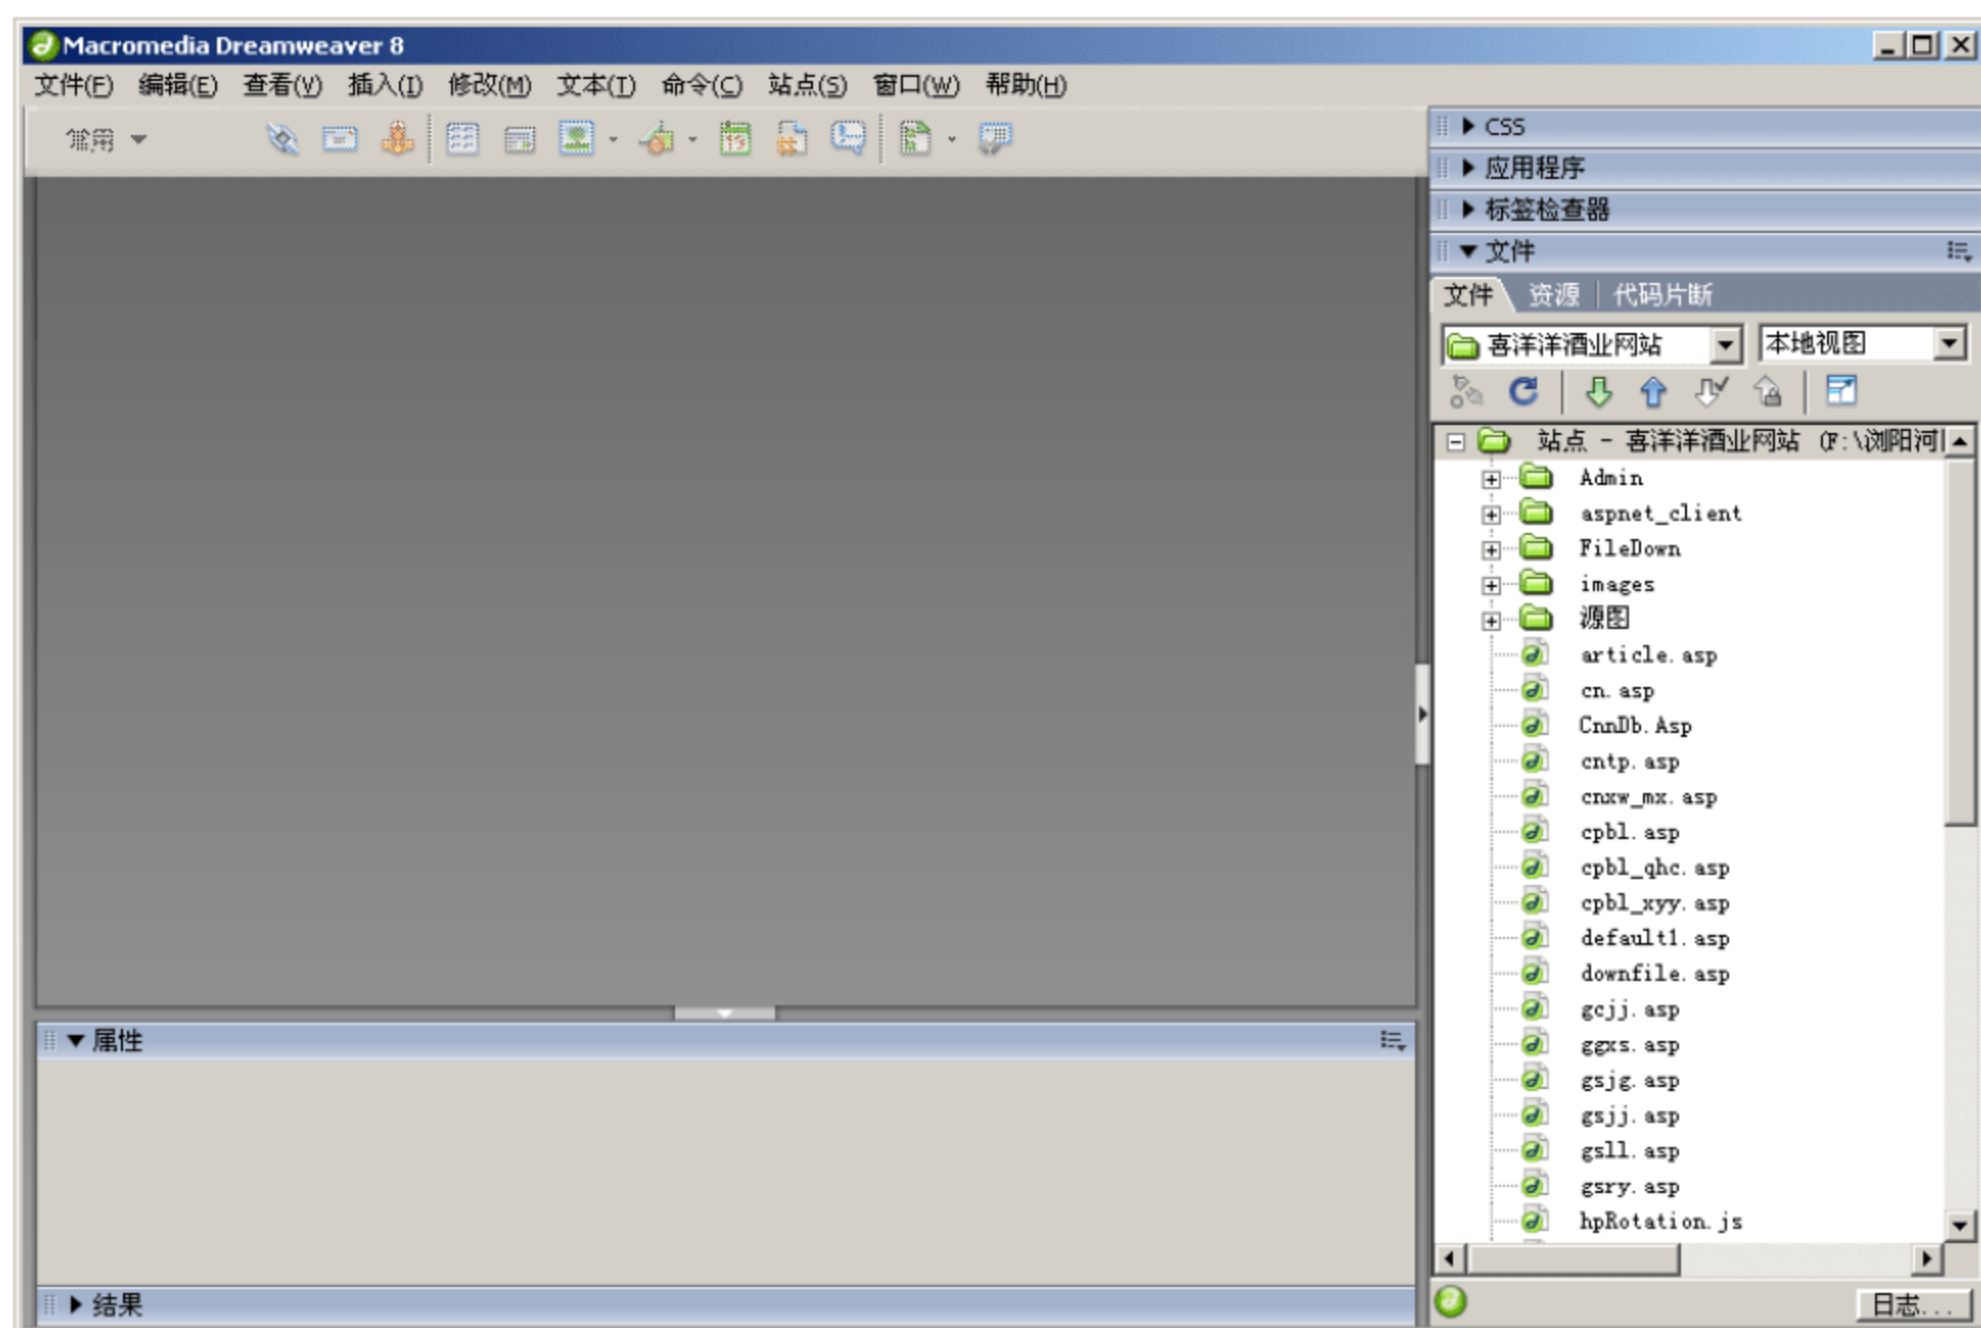 Macromedia Dreamweaver 8
文件(F) 编辑(E) 查看(V) 插入(I) 修改(M) 文本(T) 命令(C) 站点(S) 窗口(W) 帮助(H)
常用
CSS
应用程序
标签检查器
文件
文件 资源 代码片断
喜洋洋酒业网站 本地视图
站点 - 喜洋洋酒业网站 (F:\浏阳河
Admin
aspnet_client
FileDown
images
源图
article.asp
cn.asp
CnnDb.Asp
cntp.asp
cnxw_mx.asp
cpbl.asp
cpbl_qhc.asp
cpbl_xyy.asp
default1.asp
downfile.asp
gcjj.asp
ggxs.asp
gsjg.asp
gsjj.asp
gsll.asp
gsry.asp
hpRotation.js
属性
结果
日志...